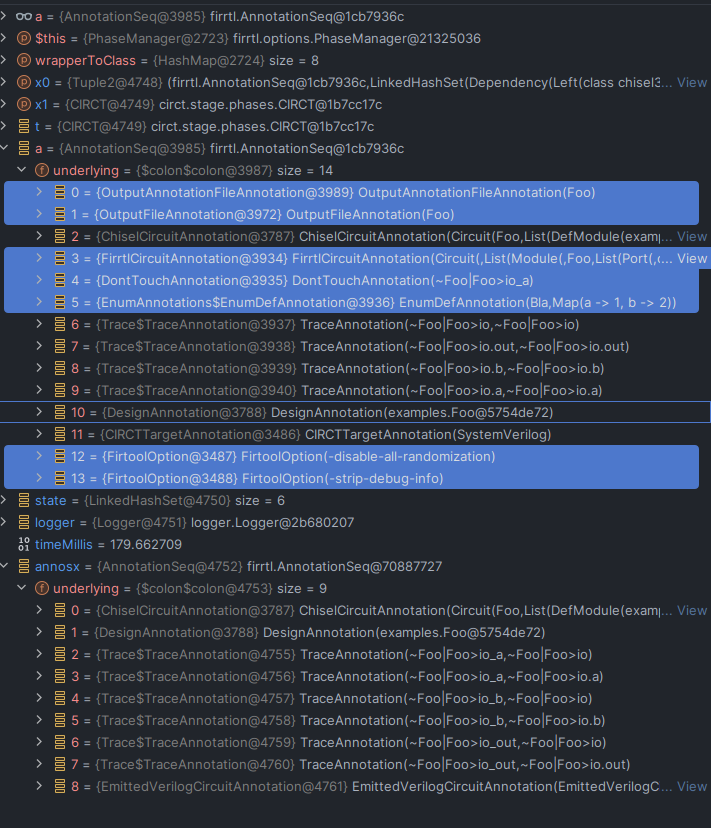 a = {AnnotationSeq@3985} firrtl.AnnotationSeq@1cb7936c
$this = {PhaseManager@2723} firrtl.options.PhaseManager@21325036
wrapperToClass = {HashMap@2724} size = 8
x0 = {Tuple2@4748} (firrtl.AnnotationSeq@1cb7936c,LinkedHashSet(Dependency(Left(class chisel3... View
x1 = {CIRCT@4749} circt.stage.phases.CIRCT@1b7cc17c
t = {CIRCT@4749} circt.stage.phases.CIRCT@1b7cc17c
a = {AnnotationSeq@3985} firrtl.AnnotationSeq@1cb7936c
underlying = {$colon$colon@3987} size = 14
0 = {OutputAnnotationFileAnnotation@3989} OutputAnnotationFileAnnotation(Foo)
1 = {OutputFileAnnotation@3972} OutputFileAnnotation(Foo)
2 = {ChiselCircuitAnnotation@3787} ChiselCircuitAnnotation(Circuit(Foo,List(DefModule(exam... View
3 = {FirrtlCircuitAnnotation@3934} FirrtlCircuitAnnotation(Circuit(,List(Module(,Foo,List(Port(,... View
4 = {DontTouchAnnotation@3935} DontTouchAnnotation(~Foo|Foo>io_a)
5 = {EnumAnnotations$EnumDefAnnotation@3936} EnumDefAnnotation(Bla,Map(a -> 1, b -> 2))
6 = {Trace$TraceAnnotation@3937} TraceAnnotation(~Foo|Foo>io,~Foo|Foo>io)
7 = {Trace$TraceAnnotation@3938} TraceAnnotation(~Foo|Foo>io.out,~Foo|Foo>io.out)
8 = {Trace$TraceAnnotation@3939} TraceAnnotation(~Foo|Foo>io.b,~Foo|Foo>io.b)
9 = {Trace$TraceAnnotation@3940} TraceAnnotation(~Foo|Foo>io.a,~Foo|Foo>io.a)
10 = {DesignAnnotation@3788} DesignAnnotation(examples.Foo@5754de72)
11 = {CIRCTTargetAnnotation@3486} CIRCTTargetAnnotation(SystemVerilog)
12 = {FirtoolOption@3487} FirtoolOption(-disable-all-randomization)
13 = {FirtoolOption@3488} FirtoolOption(-strip-debug-info)
state = {LinkedHashSet@4750} size = 6
logger = {Logger@4751} logger.Logger@2b680207
10 01 timeMillis = 179.662709
annosx = {AnnotationSeq@4752} firrtl.AnnotationSeq@70887727
underlying = {$colon$colon@4753} size = 9
0 = {ChiselCircuitAnnotation@3787} ChiselCircuitAnnotation(Circuit(Foo,List(DefModule(exam... View
1 = {DesignAnnotation@3788} DesignAnnotation(examples.Foo@5754de72)
2 = {Trace$TraceAnnotation@4755} TraceAnnotation(~Foo|Foo>io_a,~Foo|Foo>io)
3 = {Trace$TraceAnnotation@4756} TraceAnnotation(~Foo|Foo>io_a,~Foo|Foo>io.a)
4 = {Trace$TraceAnnotation@4757} TraceAnnotation(~Foo|Foo>io_b,~Foo|Foo>io)
5 = {Trace$TraceAnnotation@4758} TraceAnnotation(~Foo|Foo>io_b,~Foo|Foo>io.b)
6 = {Trace$TraceAnnotation@4759} TraceAnnotation(~Foo|Foo>io_out,~Foo|Foo>io)
7 = {Trace$TraceAnnotation@4760} TraceAnnotation(~Foo|Foo>io_out,~Foo|Foo>io.out)
8 = {EmittedVerilogCircuitAnnotation@4761} EmittedVerilogCircuitAnnotation(EmittedVerilogC... View